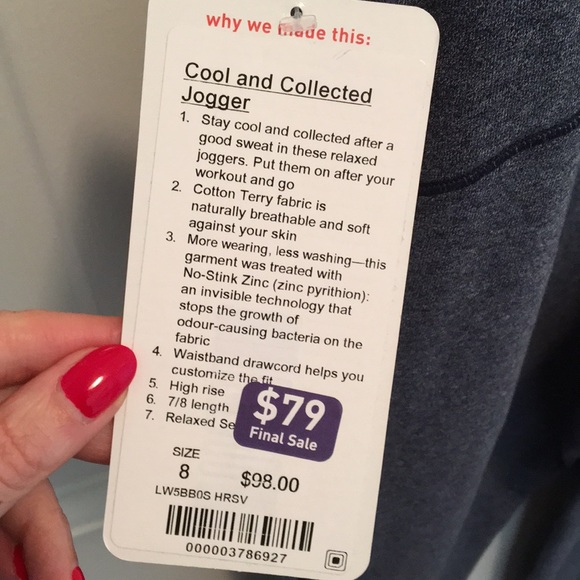 why we made this:
Cool and Collected
Jogger
1. Stay cool and collected after a
good sweat in these relaxed
joggers. Put them on after your
workout and go
2. Cotton Terry fabric is
naturally breathable and soft
against your skin
3. More wearing, less washing—this
garment was treated with
No-Stink Zinc (zinc pyrithion):
an invisible technology that
stops the growth of
odour-causing bacteria on the
fabric
4. Waistband drawcord helps you
customize the fit
5. High rise
6. 7/8 length
7. Relaxed
$79
Final Sale
SIZE
8 $98.00
LW5BB0S HRSV
000003786927